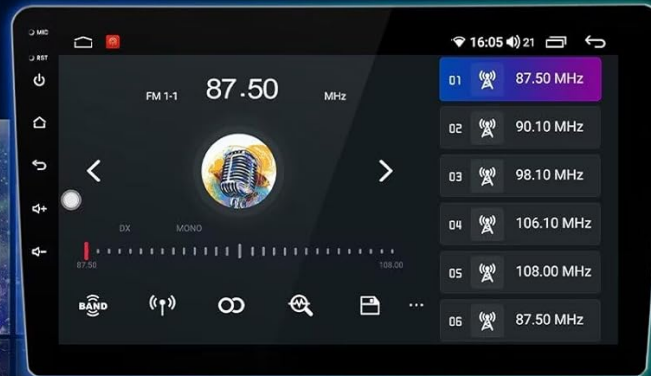 MIC
16:05 21
RST
FM 1-1 87.50 MHz
DX MONO
87.50 108.00
BAND
01 87.50 MHz
02 90.10 MHz
03 98.10 MHz
04 106.10 MHz
05 108.00 MHz
06 87.50 MHz